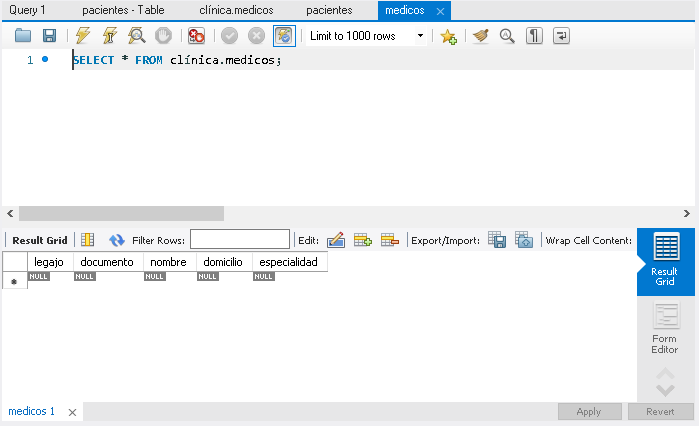 Query 1 pacientes - Table clínica.medicos pacientes medicos
Limit to 1000 rows
1 SELECT * FROM clínica.medicos;
Result Grid Filter Rows: Edit: Export/Import: Wrap Cell Content:
legajo documento nombre domicilio especialidad
NULL NULL NULL NULL NULL
Result
Grid
Form
Editor
medicos 1 Apply Revert